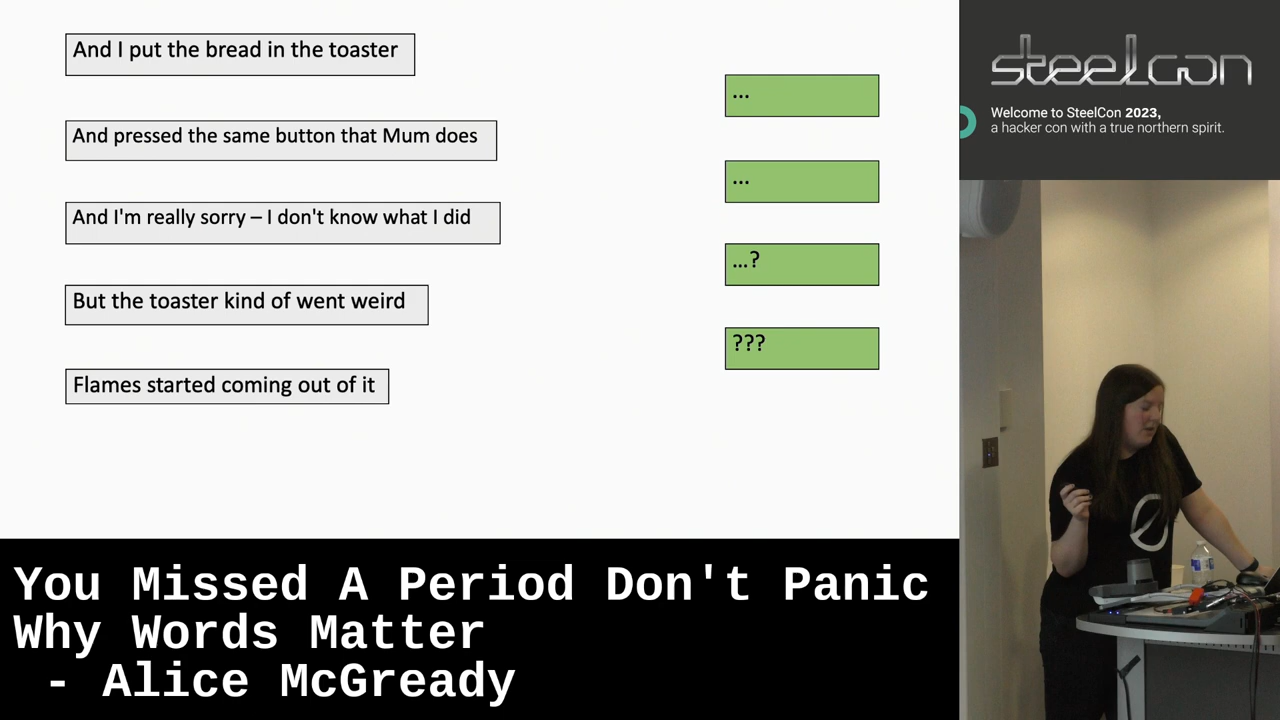 And I put the bread in the toaster
...
And pressed the same button that Mum does
...
And I'm really sorry – I don't know what I did
...?
But the toaster kind of went weird
???
Flames started coming out of it
steelcon
Welcome to SteelCon 2023,
a hacker con with a true northern spirit.
You Missed A Period Don't Panic
Why Words Matter
- Alice McGready